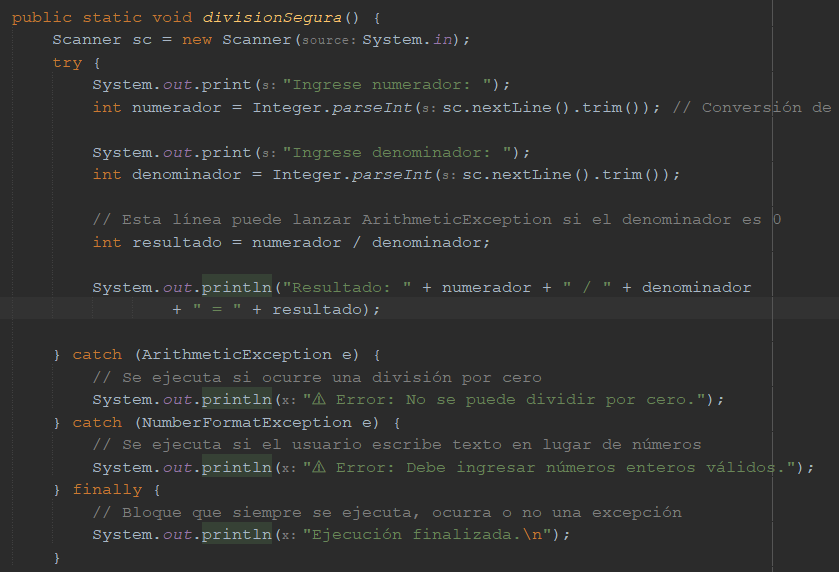 public static void divisionSegura() {
    Scanner sc = new Scanner(source: System.in);
    try {
        System.out.print(s: "Ingrese numerador: ");
        int numerador = Integer.parseInt(s: sc.nextLine().trim()); // Conversión de

        System.out.print(s: "Ingrese denominador: ");
        int denominador = Integer.parseInt(s: sc.nextLine().trim());

        // Esta línea puede lanzar ArithmeticException si el denominador es 0
        int resultado = numerador / denominador;

        System.out.println("Resultado: " + numerador + " / " + denominador
                + " = " + resultado);

    } catch (ArithmeticException e) {
        // Se ejecuta si ocurre una división por cero
        System.out.println(x: "⚠ Error: No se puede dividir por cero.");
    } catch (NumberFormatException e) {
        // Se ejecuta si el usuario escribe texto en lugar de números
        System.out.println(x: "⚠ Error: Debe ingresar números enteros válidos.");
    } finally {
        // Bloque que siempre se ejecuta, ocurra o no una excepción
        System.out.println(x: "Ejecución finalizada.\n");
    }